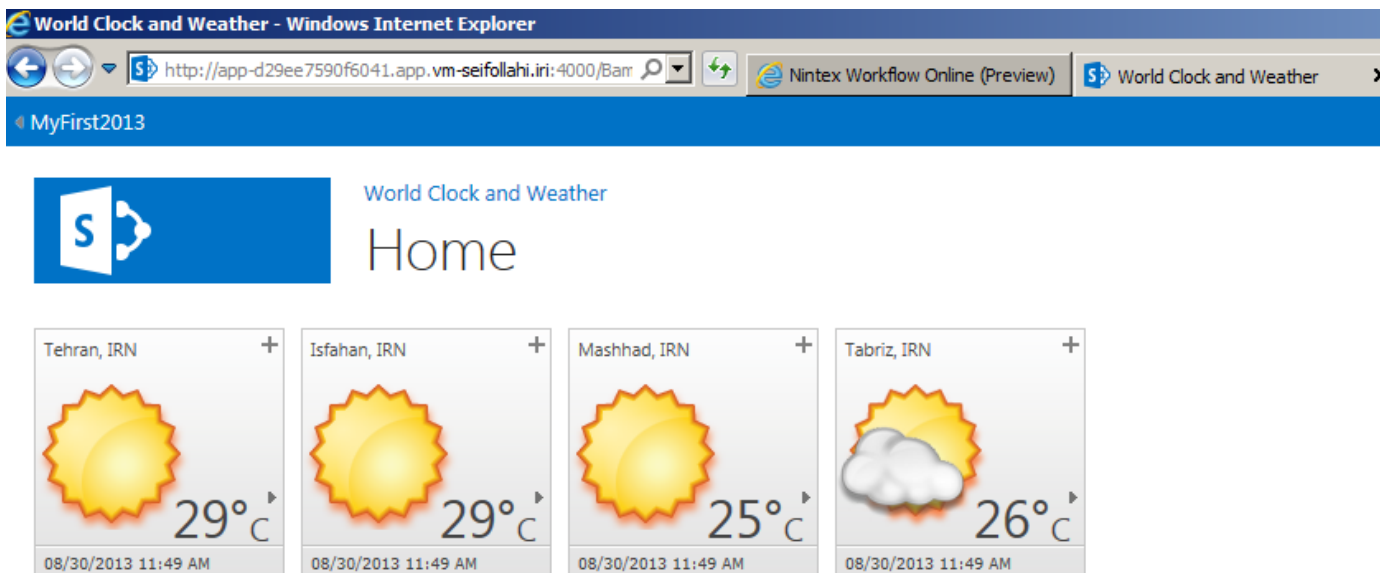 World Clock and Weather - Windows Internet Explorer
http://app-d29ee7590f6041.app.vm-seifollahi.iri:4000/Bam
Nintex Workflow Online (Preview)
World Clock and Weather
MyFirst2013
S
World Clock and Weather
Home
Tehran, IRN
29°C
08/30/2013 11:49 AM
Isfahan, IRN
29°C
08/30/2013 11:49 AM
Mashhad, IRN
25°C
08/30/2013 11:49 AM
Tabriz, IRN
26°C
08/30/2013 11:49 AM